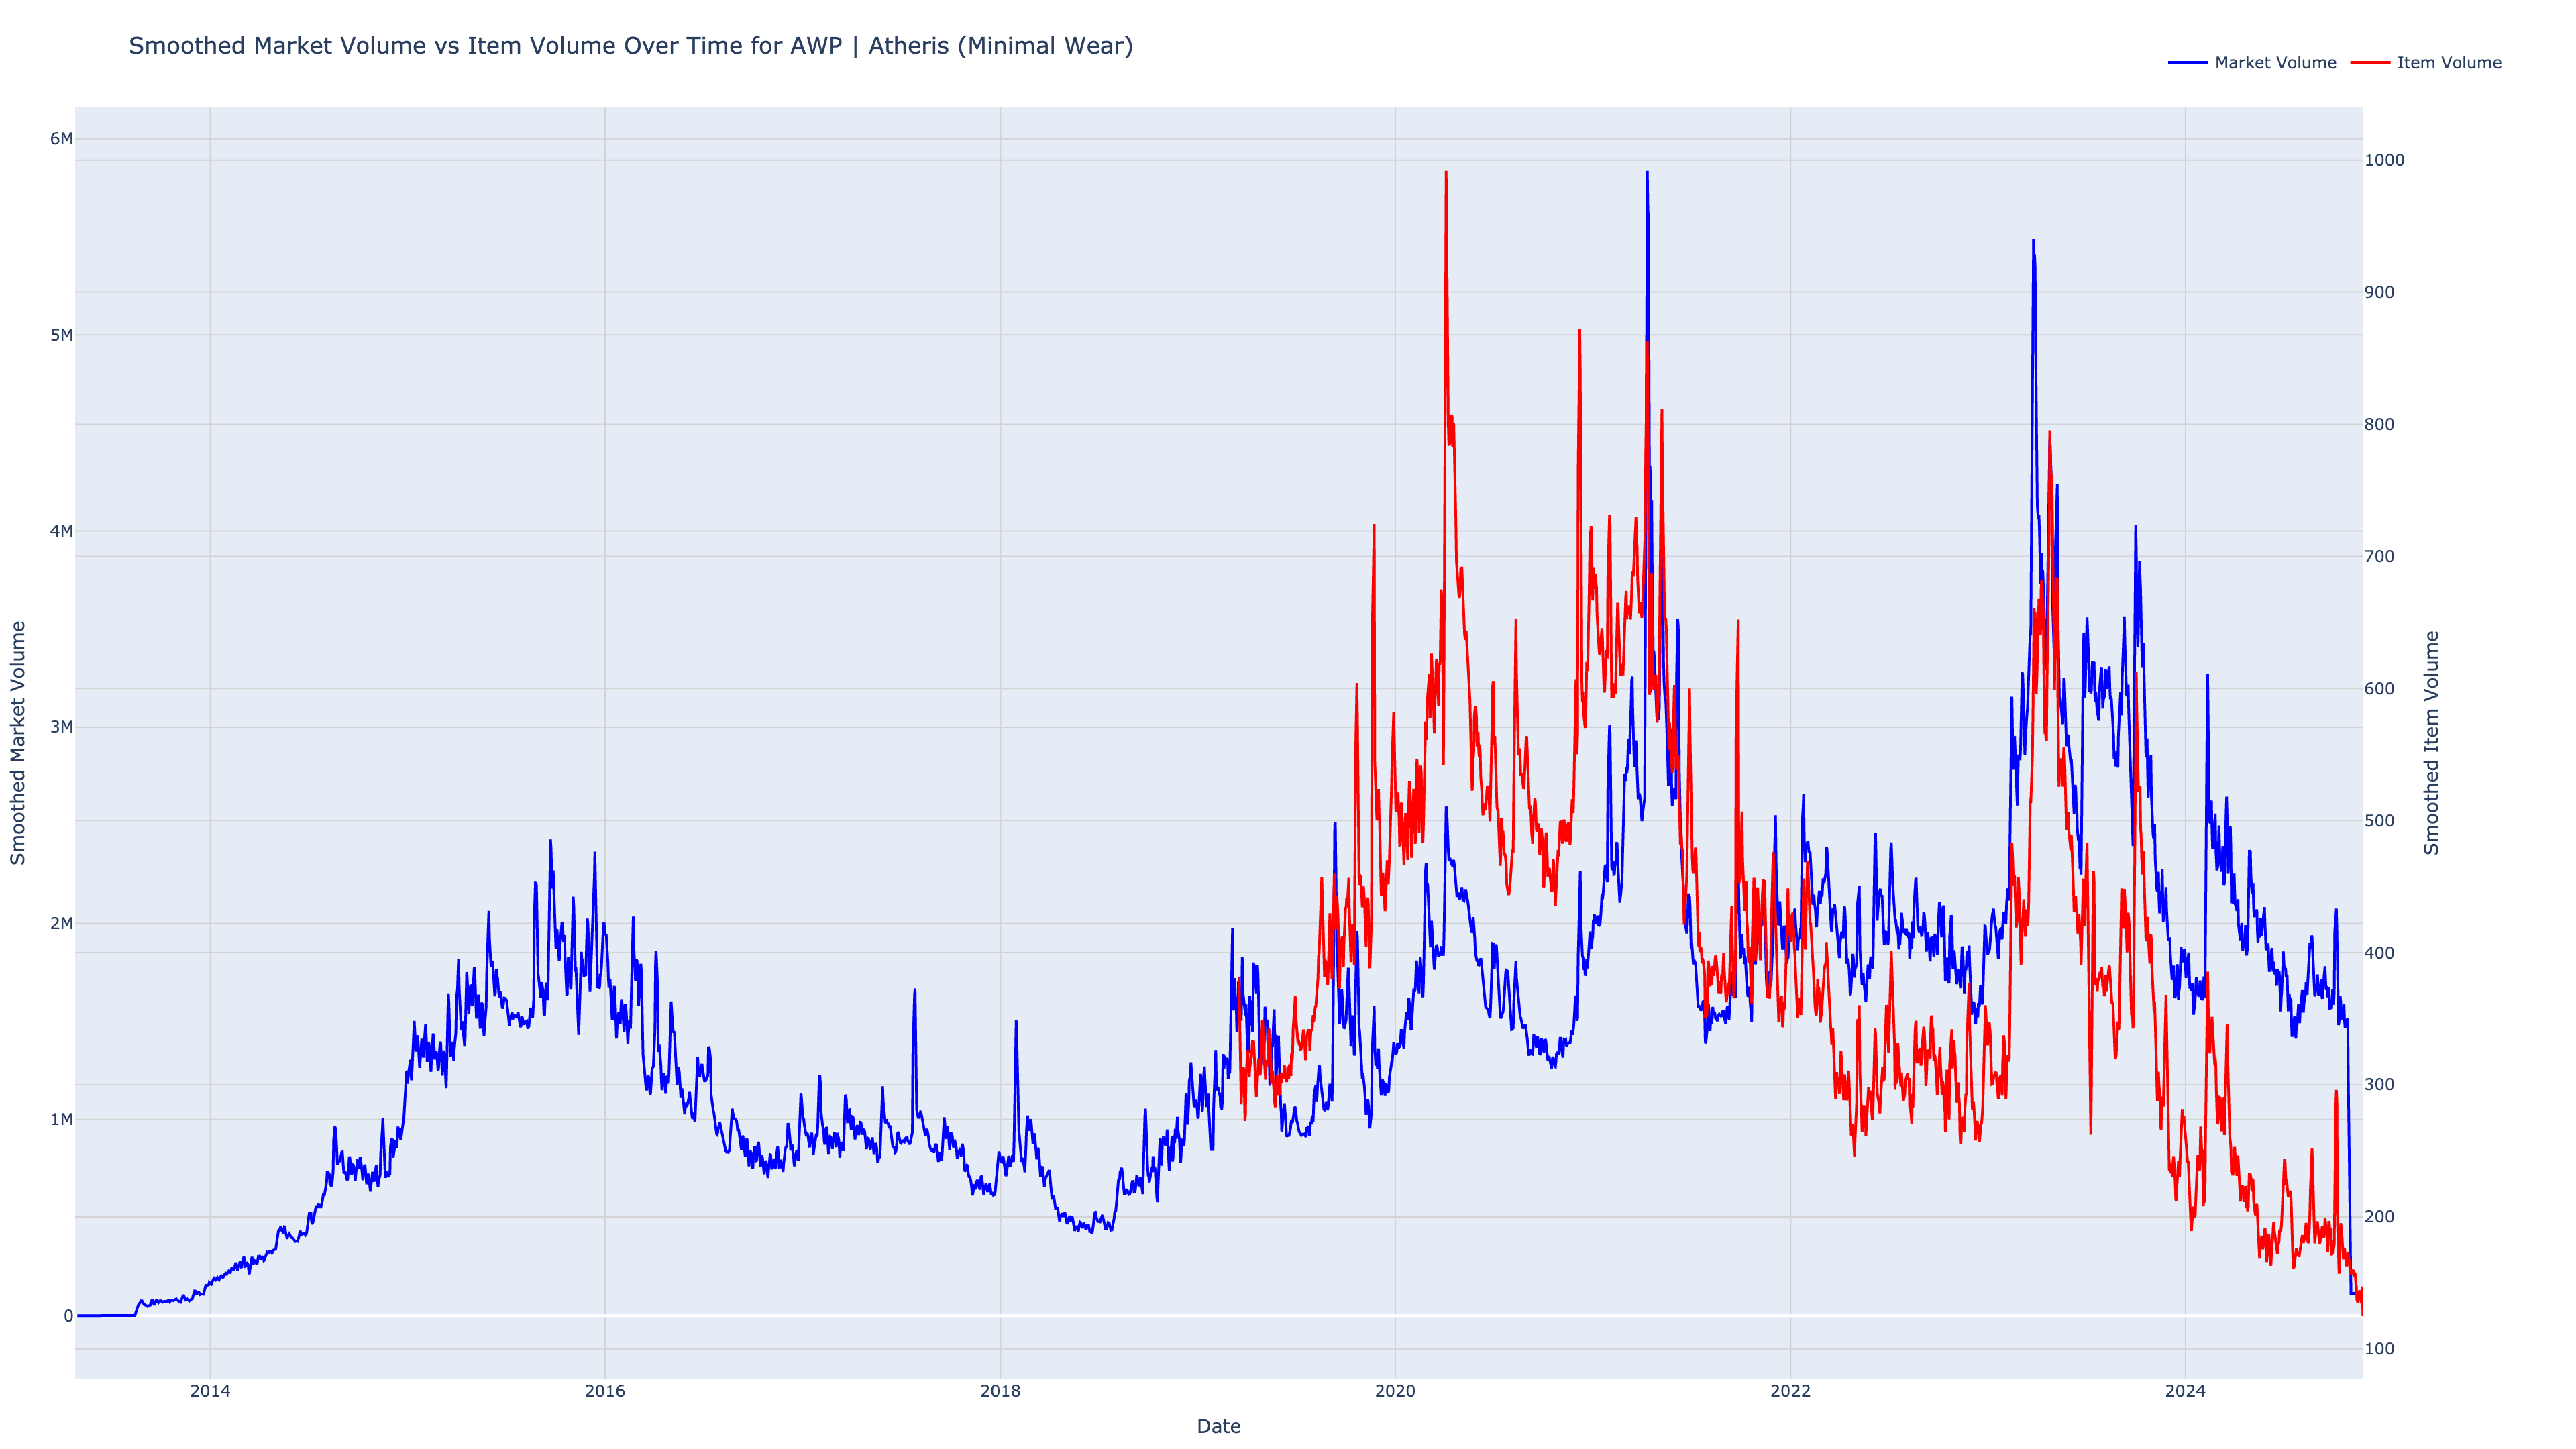 Smoothed Market Volume vs Item Volume Over Time for AWP | Atheris (Minimal Wear)
Market Volume
Item Volume
6M
5M
4M
3M
2M
1M
0
Smoothed Market Volume
1000
900
800
700
600
500
400
300
200
100
Smoothed Item Volume
2014
2016
2018
2020
2022
2024
Date